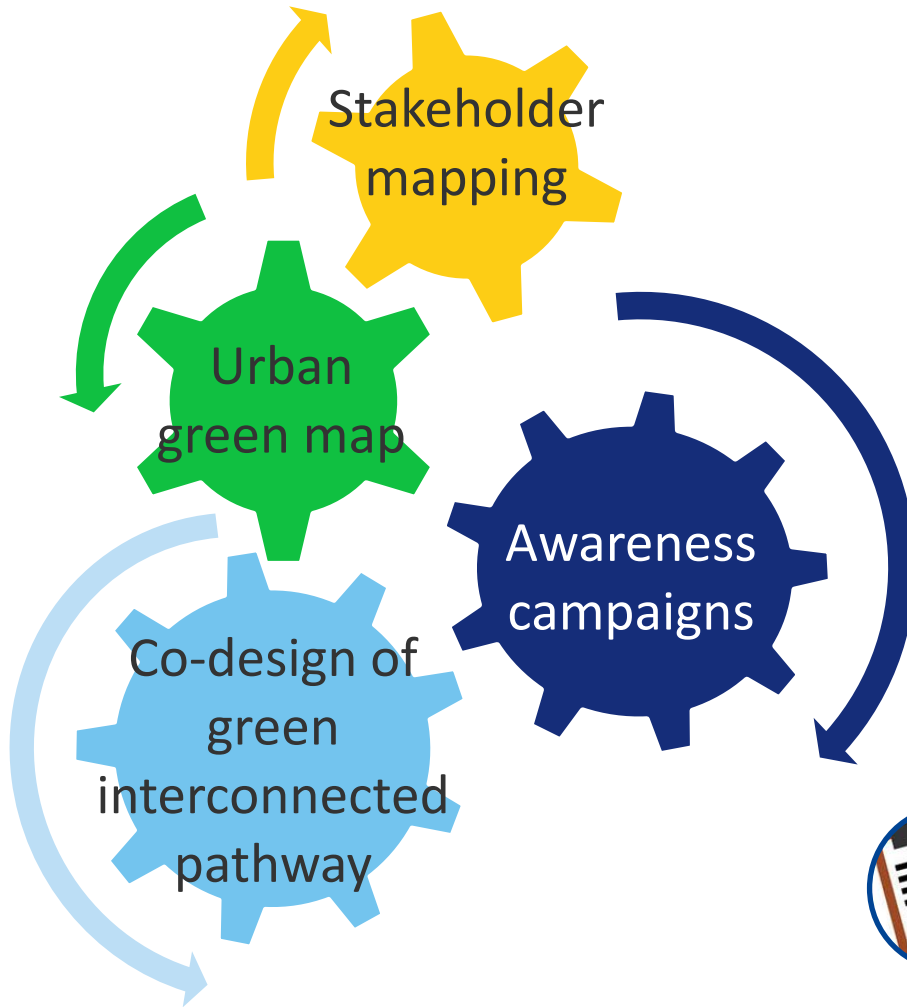 Stakeholder
mapping
Urban
green map
Awareness
campaigns
Co-design of
green
interconnected
pathway